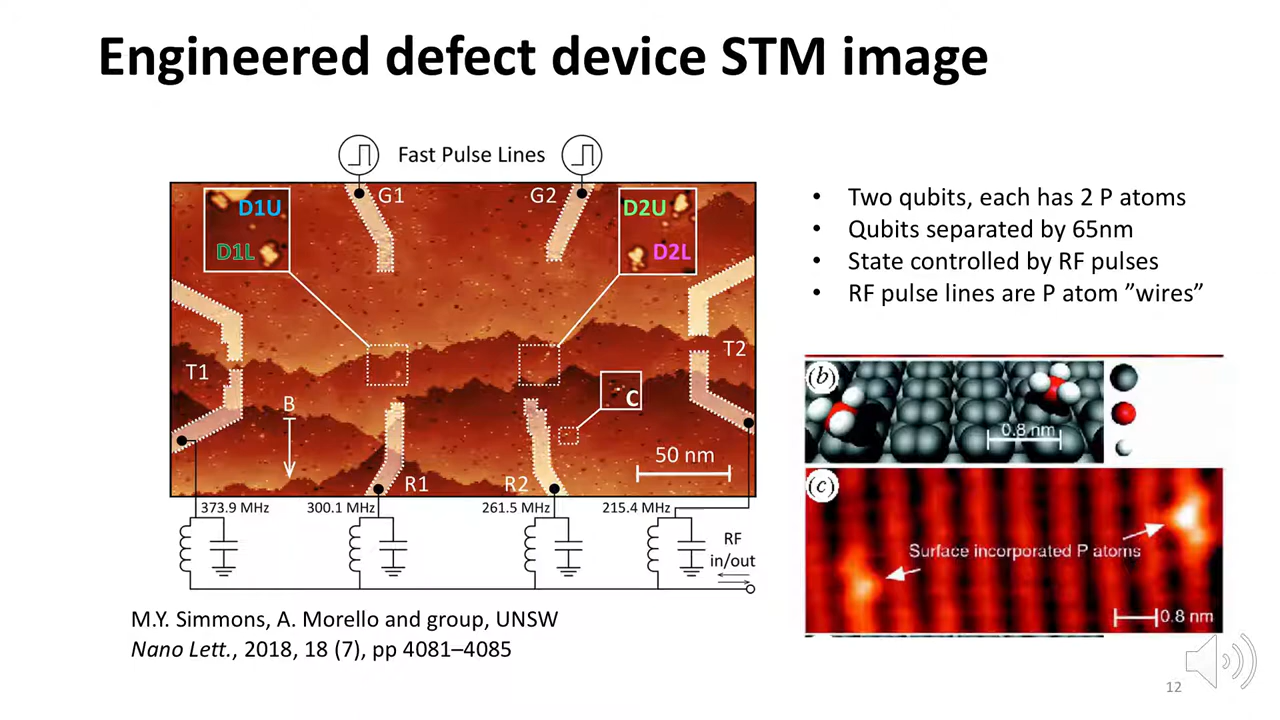 Engineered defect device STM image
Fast Pulse Lines
D1U
D1L
G1
G2
D2U
D2L
T1
T2
B
C
50 nm
R1
R2
373.9 MHz
300.1 MHz
261.5 MHz
215.4 MHz
RF
in/out
M.Y. Simmons, A. Morello and group, UNSW
Nano Lett., 2018, 18 (7), pp 4081–4085
• Two qubits, each has 2 P atoms
• Qubits separated by 65nm
• State controlled by RF pulses
• RF pulse lines are P atom ”wires”
(b)
0.8 nm
(c)
Surface incorporated P atoms
0.8 nm
12